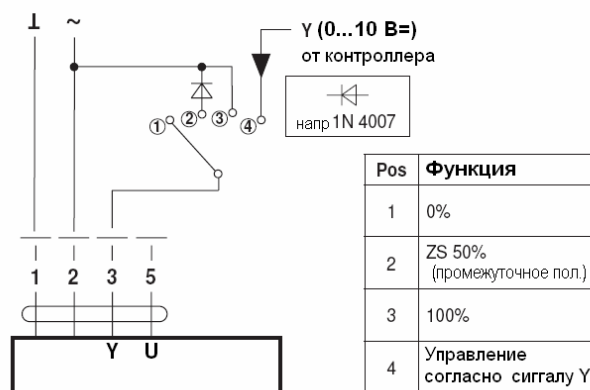 ⊥ ~
Y (0...10 В=)
от контроллера
напр 1N 4007
① ② ③ ④
1 2 3 5
Y U
Pos Функция
1 0%
2 ZS 50%
(промежуточное пол.)
3 100%
4 Управление
согласно сиггалу Y